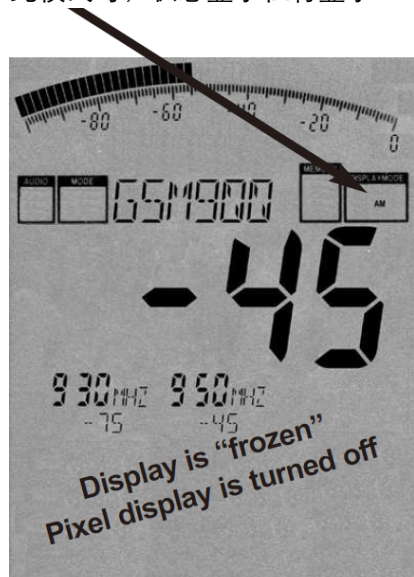 -80 -60 -20
0
AUDIO MODE GSM900 DISPLAYMODE
AM
-45
930MHZ 950MHZ
-75 -45
Display is “frozen”
Pixel display is turned off